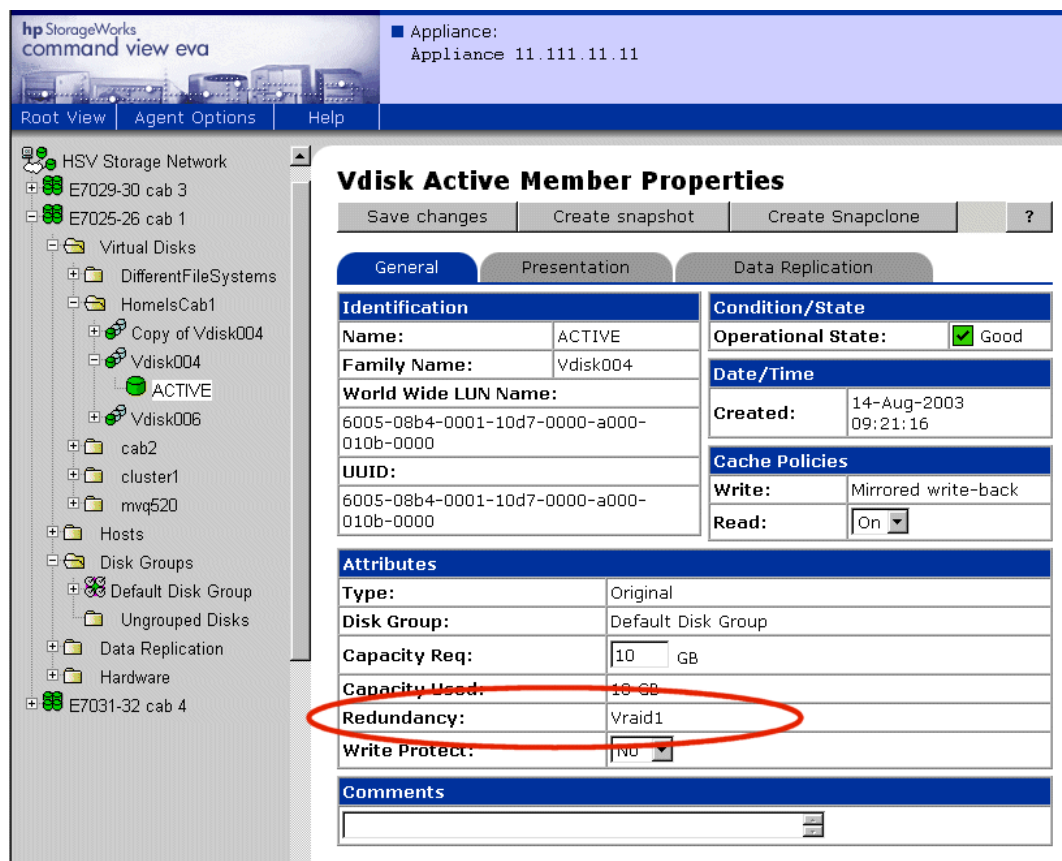 hp StorageWorks
command view eva
Appliance:
Appliance 11.111.11.11
Root View
Agent Options
Help
HSV Storage Network
E7029-30 cab 3
E7025-26 cab 1
Virtual Disks
DifferentFileSystems
HomeIsCab1
Copy of Vdisk004
Vdisk004
ACTIVE
Vdisk006
cab2
cluster1
mvq520
Hosts
Disk Groups
Default Disk Group
Ungrouped Disks
Data Replication
Hardware
E7031-32 cab 4
Vdisk Active Member Properties
Save changes
Create snapshot
Create Snapclone
?
General
Presentation
Data Replication
Identification
Name: ACTIVE
Family Name: Vdisk004
World Wide LUN Name:
6005-08b4-0001-10d7-0000-a000-
010b-0000
UUID:
6005-08b4-0001-10d7-0000-a000-
010b-0000
Condition/State
Operational State: Good
Date/Time
Created: 14-Aug-2003
09:21:16
Cache Policies
Write: Mirrored write-back
Read: On
Attributes
Type: Original
Disk Group: Default Disk Group
Capacity Req: 10 GB
Capacity Used: 10 GB
Redundancy: Vraid1
Write Protect: No
Comments